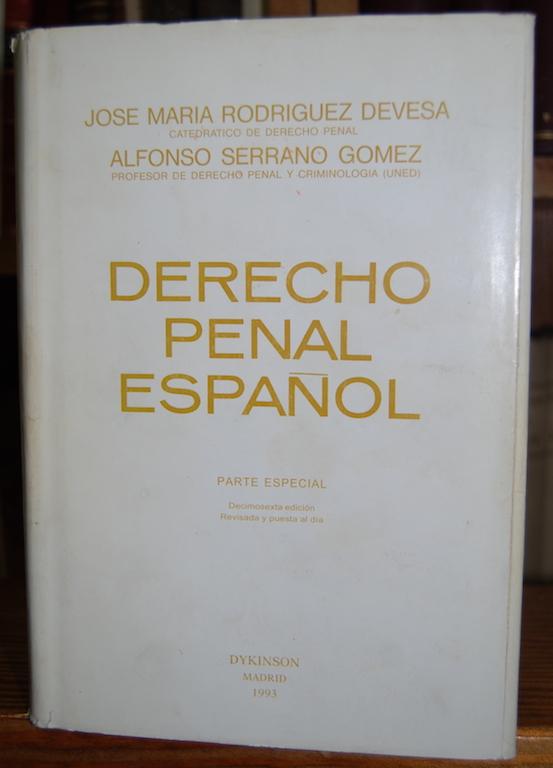 JOSE MARIA RODRIGUEZ DEVESA
CATEDRATICO DE DERECHO PENAL
ALFONSO SERRANO GOMEZ
PROFESOR DE DERECHO PENAL Y CRIMINOLOGIA (UNED)
DERECHO
PENAL
ESPAÑOL
PARTE ESPECIAL
Decimosexta edición
Revisada y puesta al día
DYKINSON
MADRID
1993